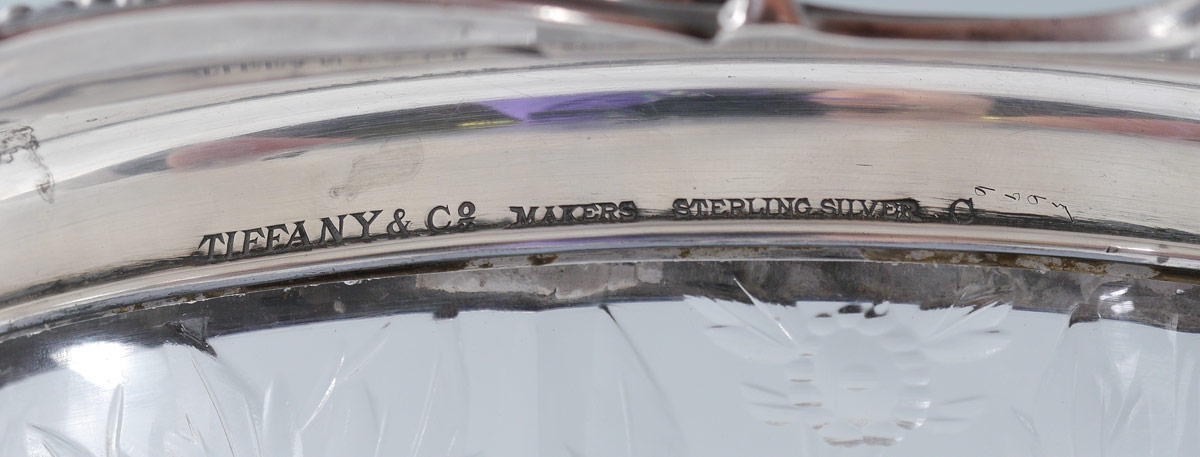 TIFFANY & Cº MAKERS STERLING SILVER. C